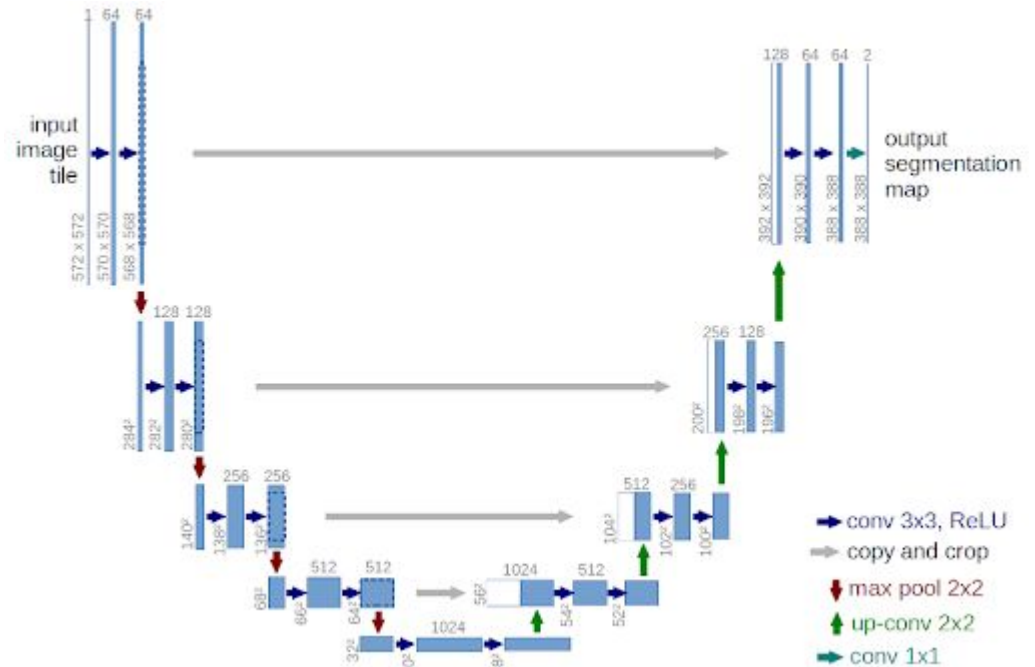 1 64 64
input
image
tile
572 x 572
570 x 570
568 x 568
128 128
284²
282²
280²
256 256
140²
138²
136²
512 512
68²
66²
64²
1024
32²
0²
8²
1024 512
56²
54²
52²
512 256
104²
102²
100²
256 128
200²
198²
196²
128 64 64 2
392 x 392
390 x 390
388 x 388
388 x 388
output
segmentation
map
conv 3x3, ReLU
copy and crop
max pool 2x2
up-conv 2x2
conv 1x1